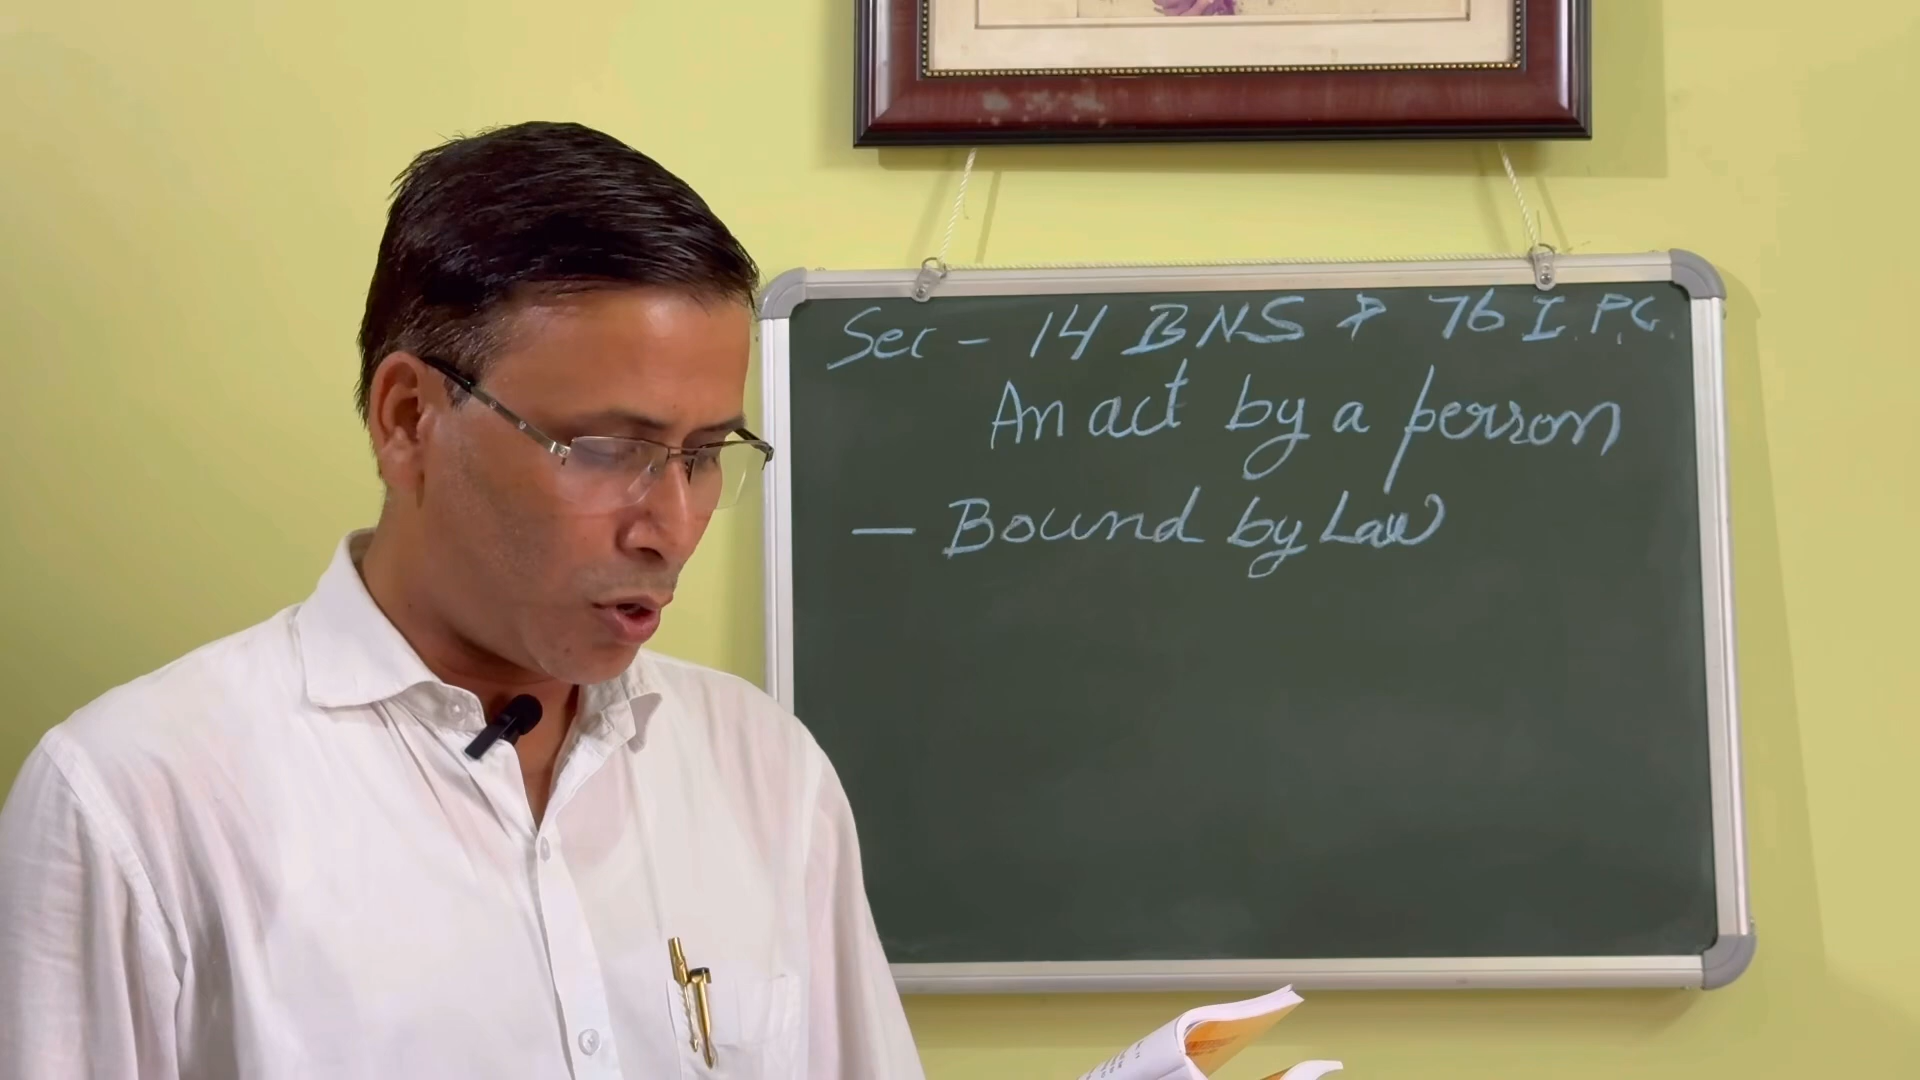 Sec - 14 BNS & 76 I.P.C.
An act by a person
— Bound by Law